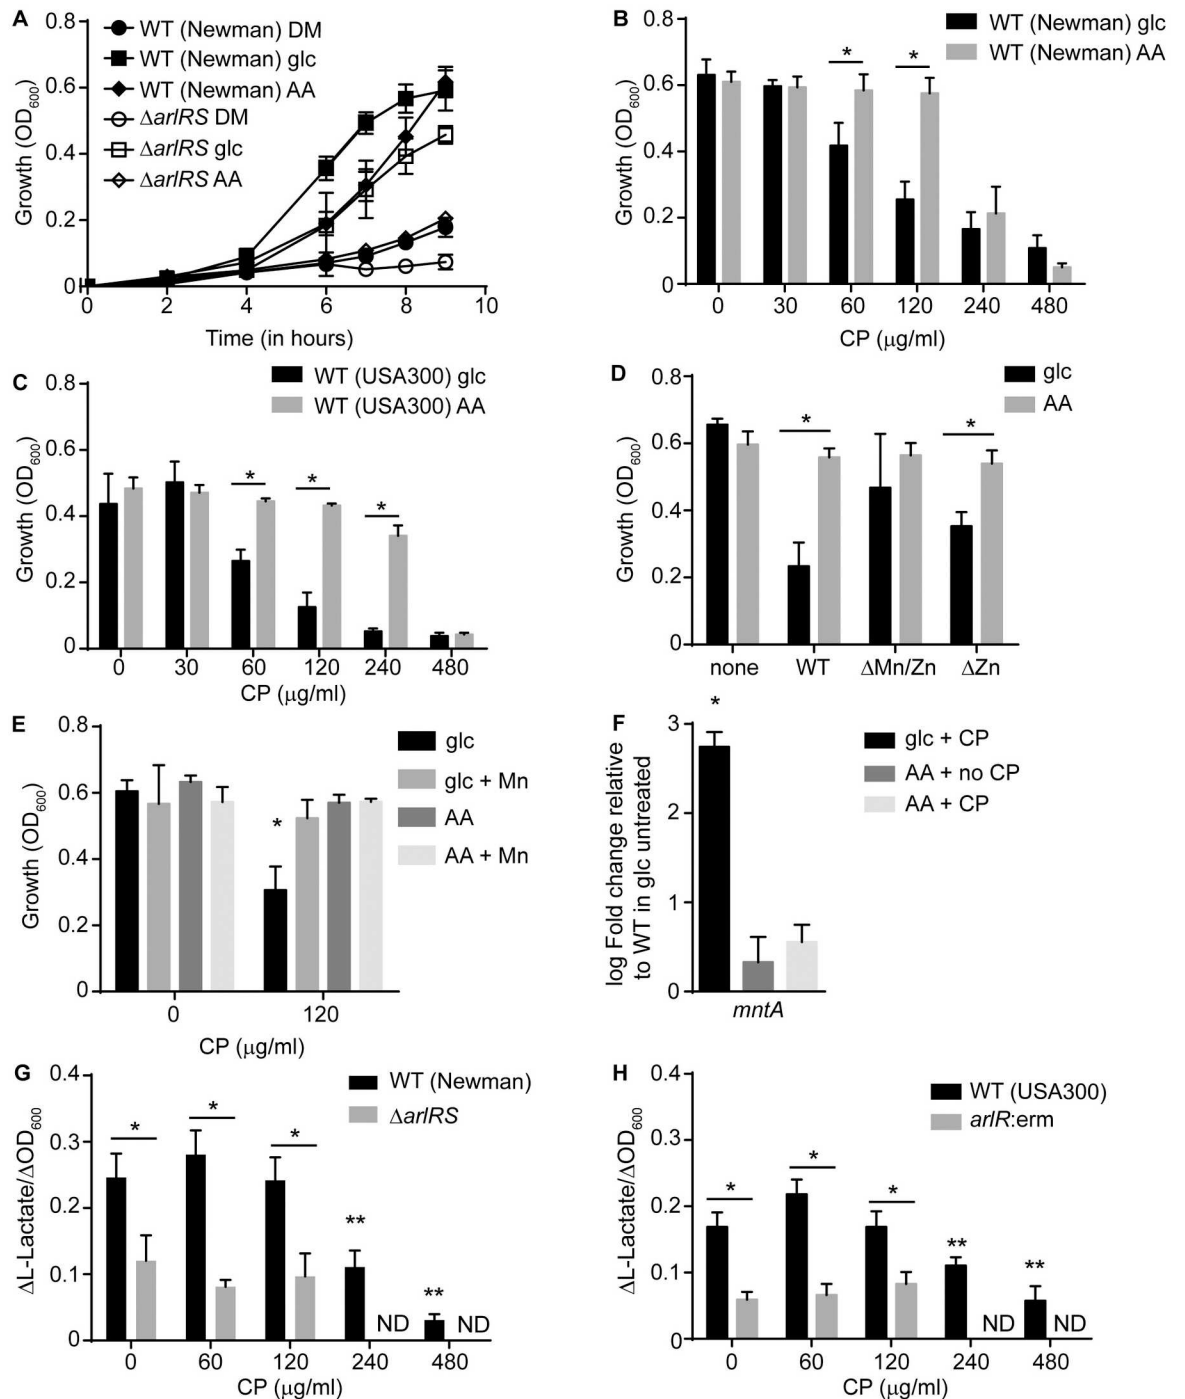 A
WT (Newman) DM
WT (Newman) glc
WT (Newman) AA
ΔarlRS DM
ΔarlRS glc
ΔarlRS AA
Growth (OD600)
0.8
0.6
0.4
0.2
0
0 2 4 6 8 10
Time (in hours)
B
WT (Newman) glc
WT (Newman) AA
Growth (OD600)
0.8
0.6
0.4
0.2
0
* *
0 30 60 120 240 480
CP (μg/ml)
C
WT (USA300) glc
WT (USA300) AA
Growth (OD600)
0.8
0.6
0.4
0.2
0
* * *
0 30 60 120 240 480
CP (μg/ml)
D
glc
AA
Growth (OD600)
0.8
0.6
0.4
0.2
0
* *
none WT ΔMn/Zn ΔZn
E
glc
glc + Mn
AA
AA + Mn
Growth (OD600)
0.8
0.6
0.4
0.2
0
*
0 120
CP (μg/ml)
F
glc + CP
AA + no CP
AA + CP
log Fold change relative
to WT in glc untreated
3
2
1
0
*
mntA
G
WT (Newman)
ΔarlRS
ΔL-Lactate/ΔOD600
0.4
0.3
0.2
0.1
0
* * * ** **
ND ND
0 60 120 240 480
CP (μg/ml)
H
WT (USA300)
arlR:erm
ΔL-Lactate/ΔOD600
0.4
0.3
0.2
0.1
0
* * * ** **
ND ND
0 60 120 240 480
CP (μg/ml)